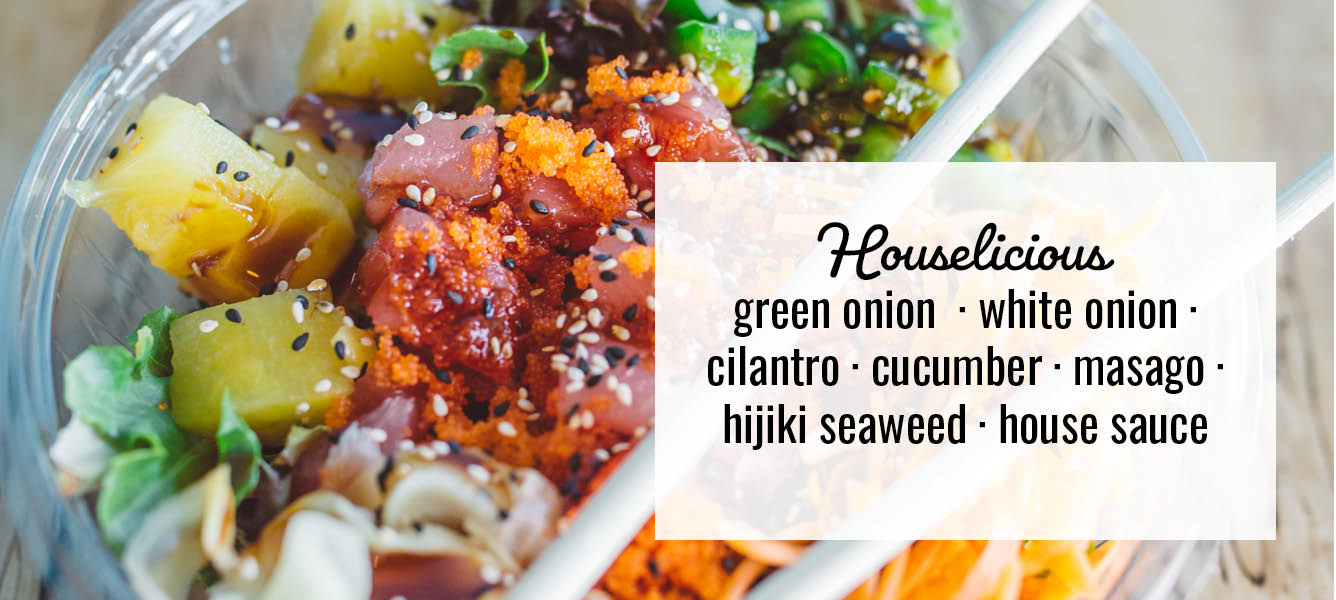 Houselicious
green onion · white onion ·
cilantro · cucumber · masago ·
hijiki seaweed · house sauce